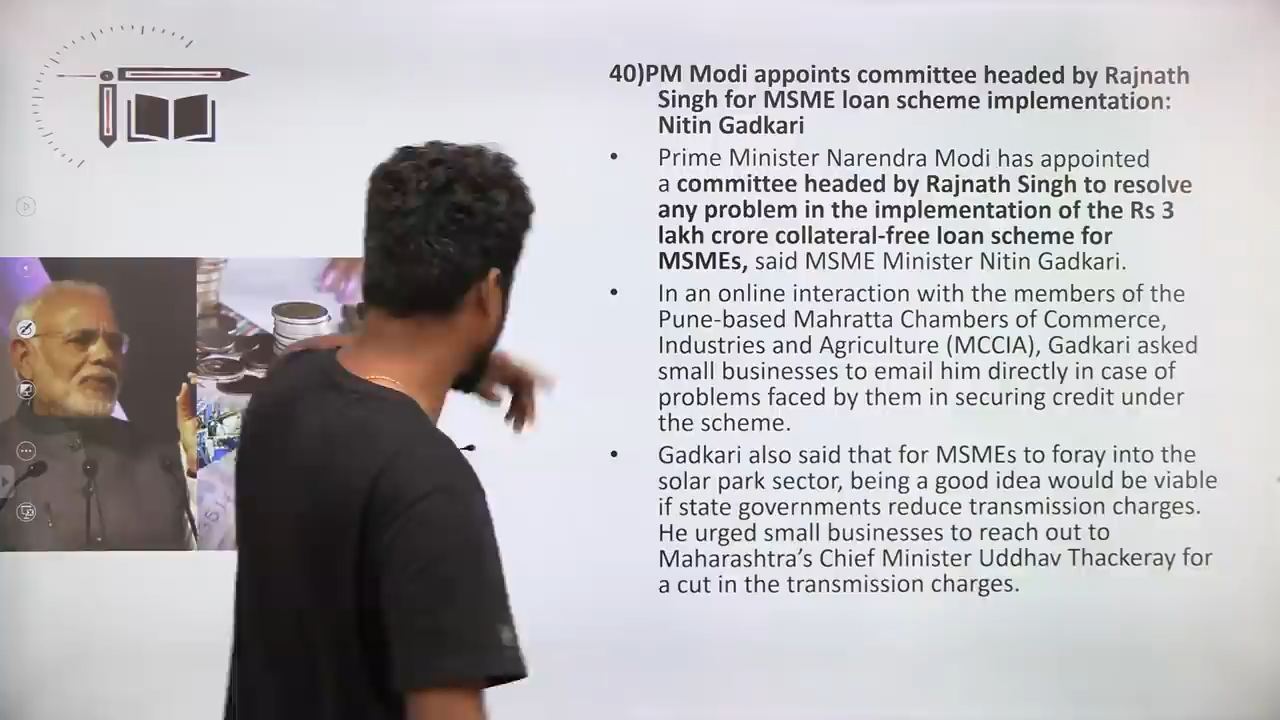 40)PM Modi appoints committee headed by Rajnath
Singh for MSME loan scheme implementation:
Nitin Gadkari
• Prime Minister Narendra Modi has appointed
a committee headed by Rajnath Singh to resolve
any problem in the implementation of the Rs 3
lakh crore collateral-free loan scheme for
MSMEs, said MSME Minister Nitin Gadkari.
• In an online interaction with the members of the
Pune-based Mahratta Chambers of Commerce,
Industries and Agriculture (MCCIA), Gadkari asked
small businesses to email him directly in case of
problems faced by them in securing credit under
the scheme.
• Gadkari also said that for MSMEs to foray into the
solar park sector, being a good idea would be viable
if state governments reduce transmission charges.
He urged small businesses to reach out to
Maharashtra’s Chief Minister Uddhav Thackeray for
a cut in the transmission charges.